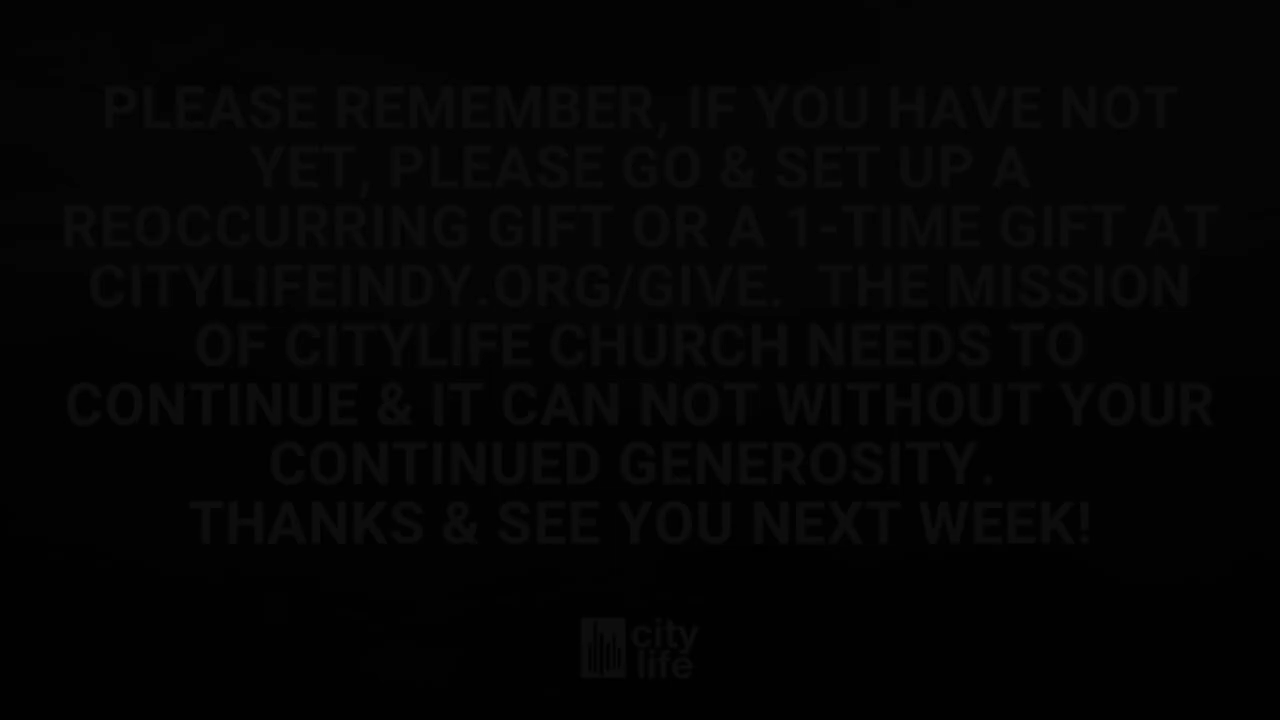 PLEASE REMEMBER, IF YOU HAVE NOT
YET, PLEASE GO & SET UP A
REOCCURRING GIFT OR A 1-TIME GIFT AT
CITYLIFEINDY.ORG/GIVE. THE MISSION
OF CITYLIFE CHURCH NEEDS TO
CONTINUE & IT CAN NOT WITHOUT YOUR
CONTINUED GENEROSITY.
THANKS & SEE YOU NEXT WEEK!
city
life